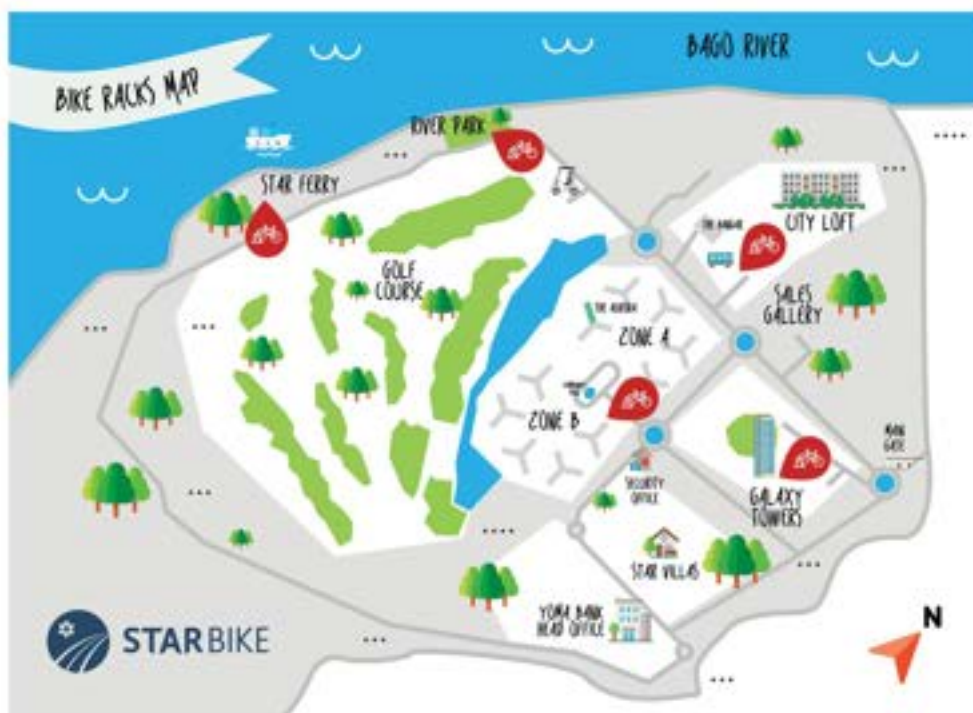 BAGO RIVER
BIKE RACKS MAP
RIVER PARK
STAR FERRY
CITY LOFT
GOLF
COURSE
SALES
GALLERY
ZONE A
ZONE B
MAIN
GATE
SECURITY
OFFICE
GALAXY
TOWERS
STAR VILLAS
YOMA BANK
HEAD OFFICE
STARBIKE
N